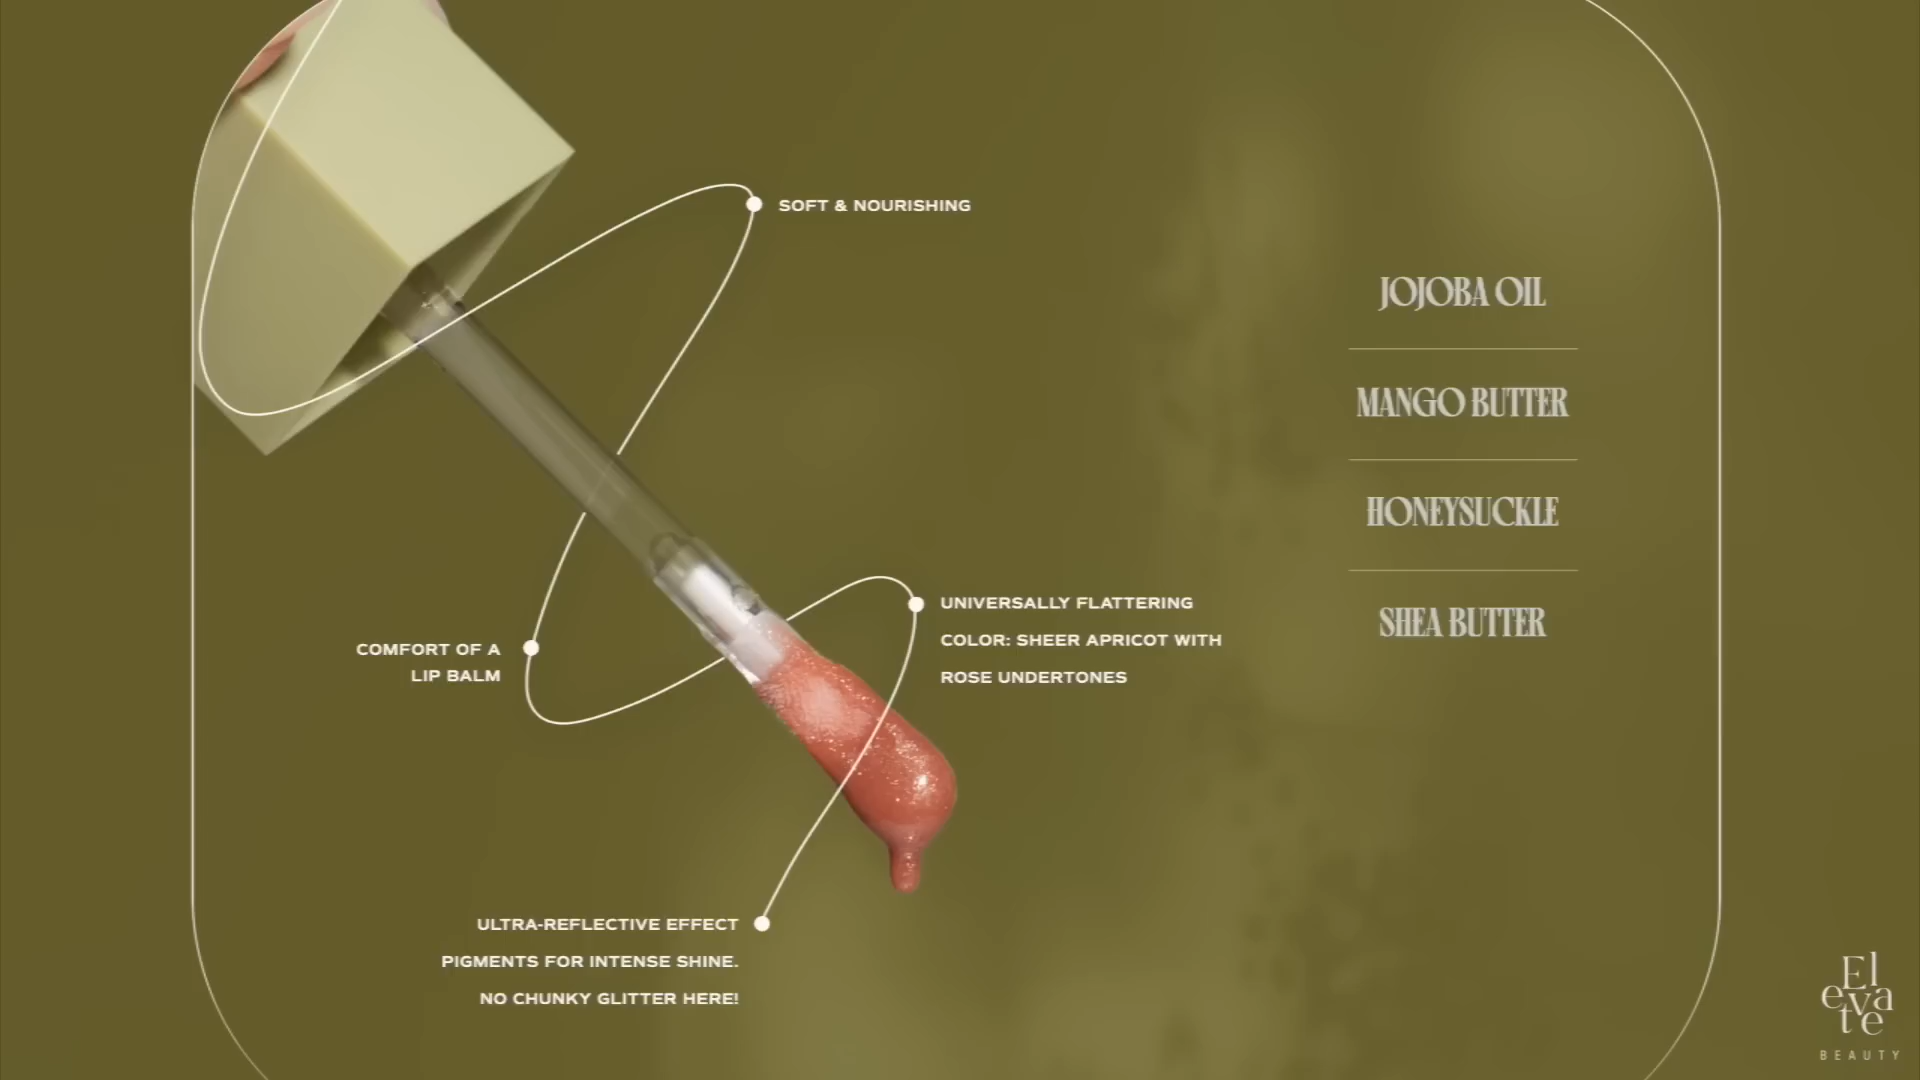 SOFT & NOURISHING
COMFORT OF A
LIP BALM
UNIVERSALLY FLATTERING
COLOR: SHEER APRICOT WITH
ROSE UNDERTONES
ULTRA-REFLECTIVE EFFECT
PIGMENTS FOR INTENSE SHINE.
NO CHUNKY GLITTER HERE!
JOJOBA OIL
MANGO BUTTER
HONEYSUCKLE
SHEA BUTTER
El
eva
te
BEAUTY